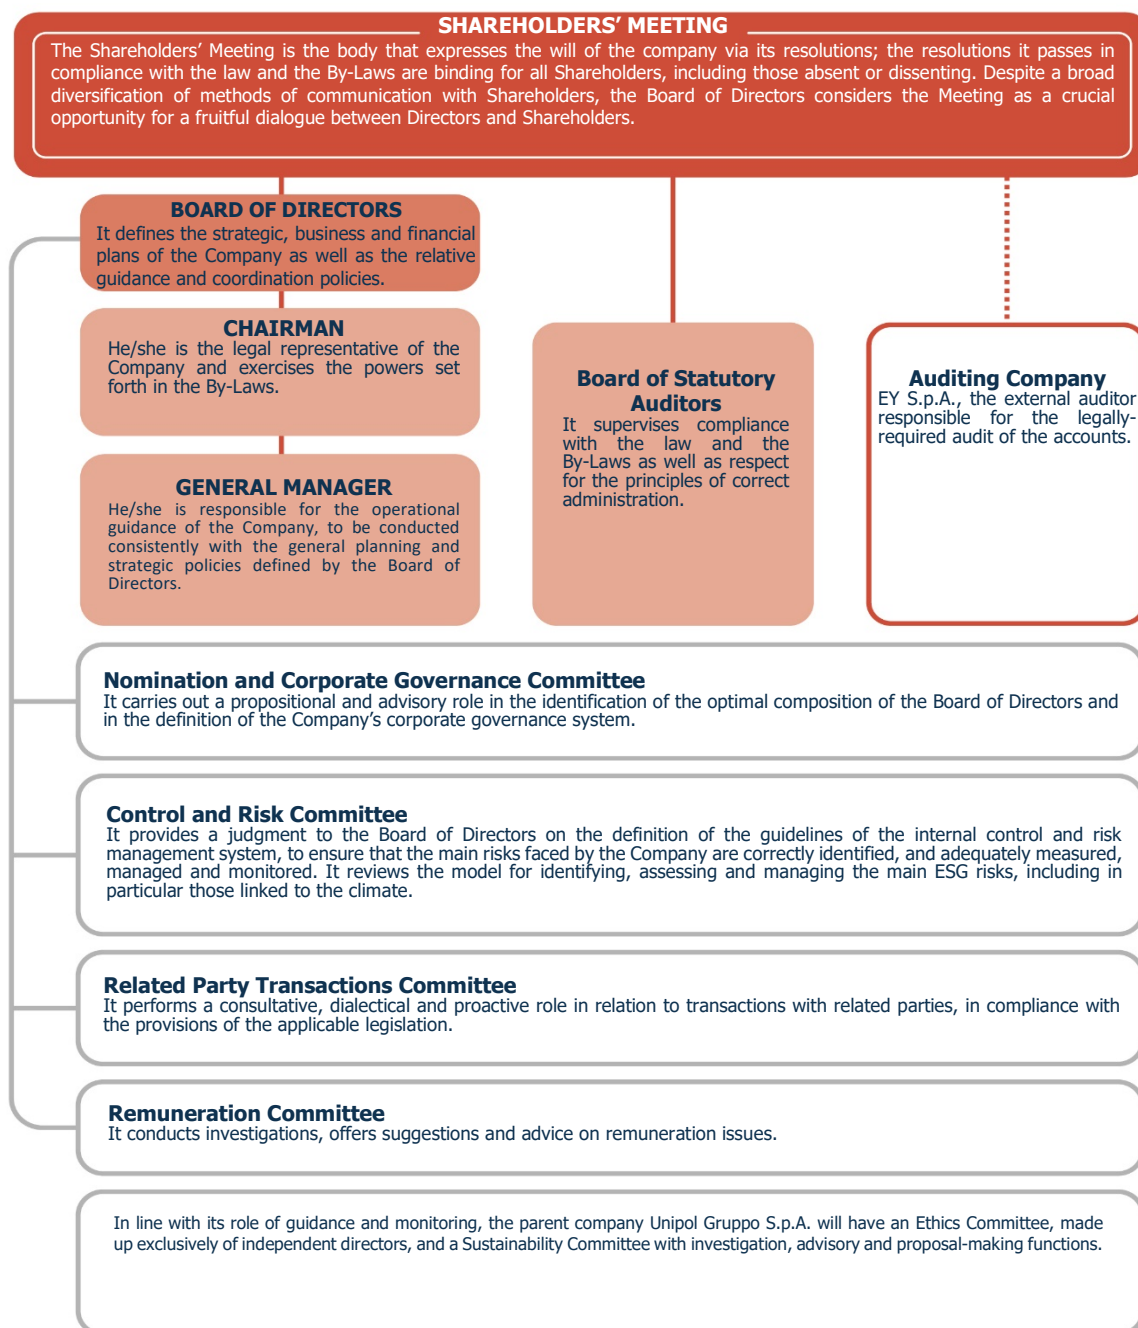 SHAREHOLDERS’ MEETING
The Shareholders’ Meeting is the body that expresses the will of the company via its resolutions; the resolutions it passes in
compliance with the law and the By-Laws are binding for all Shareholders, including those absent or dissenting. Despite a broad
diversification of methods of communication with Shareholders, the Board of Directors considers the Meeting as a crucial
opportunity for a fruitful dialogue between Directors and Shareholders.
BOARD OF DIRECTORS
It defines the strategic, business and financial
plans of the Company as well as the relative
guidance and coordination policies.
CHAIRMAN
He/she is the legal representative of the
Company and exercises the powers set
forth in the By-Laws.
GENERAL MANAGER
He/she is responsible for the operational
guidance of the Company, to be conducted
consistently with the general planning and
strategic policies defined by the Board of
Directors.
Board of Statutory
Auditors
It supervises compliance
with the law and the
By-Laws as well as respect
for the principles of correct
administration.
Auditing Company
EY S.p.A., the external auditor
responsible for the legally-
required audit of the accounts.
Nomination and Corporate Governance Committee
It carries out a propositional and advisory role in the identification of the optimal composition of the Board of Directors and
in the definition of the Company’s corporate governance system.
Control and Risk Committee
It provides a judgment to the Board of Directors on the definition of the guidelines of the internal control and risk
management system, to ensure that the main risks faced by the Company are correctly identified, and adequately measured,
managed and monitored. It reviews the model for identifying, assessing and managing the main ESG risks, including in
particular those linked to the climate.
Related Party Transactions Committee
It performs a consultative, dialectical and proactive role in relation to transactions with related parties, in compliance with
the provisions of the applicable legislation.
Remuneration Committee
It conducts investigations, offers suggestions and advice on remuneration issues.
In line with its role of guidance and monitoring, the parent company Unipol Gruppo S.p.A. will have an Ethics Committee, made
up exclusively of independent directors, and a Sustainability Committee with investigation, advisory and proposal-making functions.